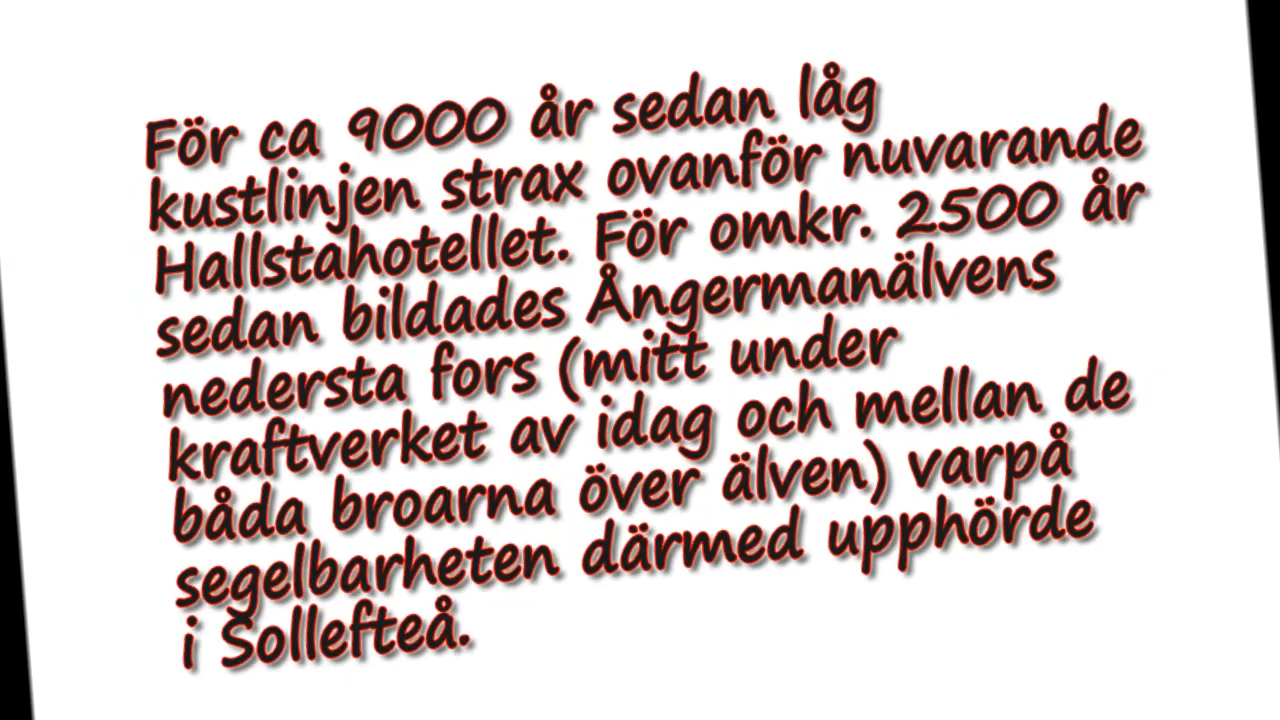 För ca 9000 år sedan låg
kustlinjen strax ovanför nuvarande
Hallstahotellet. För omkr. 2500 år
sedan bildades Ångermanälvens
nedersta fors (mitt under
kraftverket av idag och mellan de
båda broarna över älven) varpå
segelbarheten därmed upphörde
i Sollefteå.